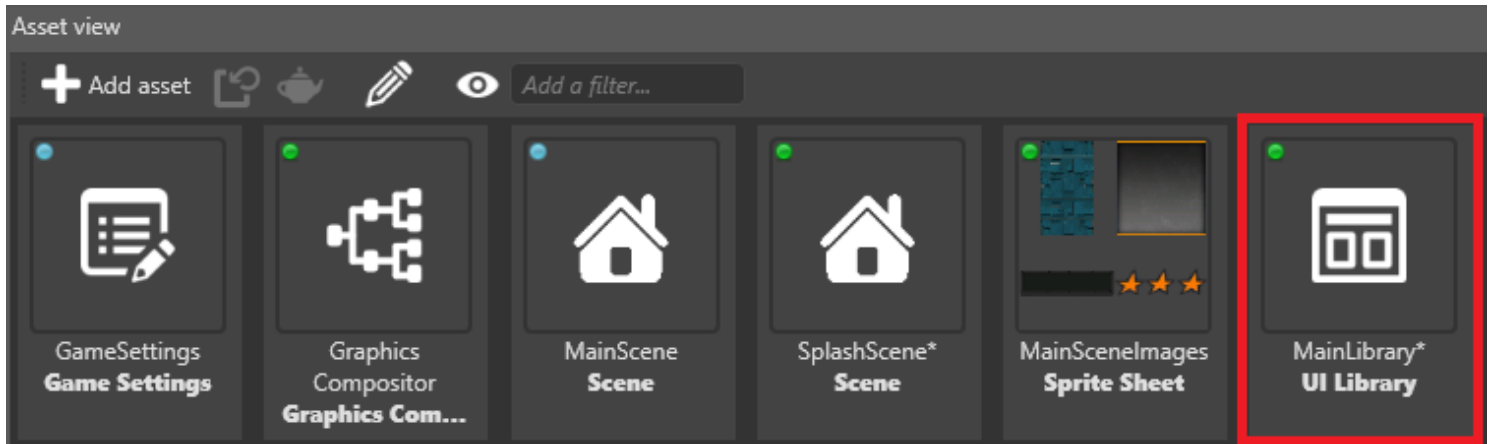 Asset view
Add asset
Add a filter...
GameSettings
Game Settings
Graphics
Compositor
Graphics Com...
MainScene
Scene
SplashScene*
Scene
MainSceneImages
Sprite Sheet
MainLibrary*
UI Library